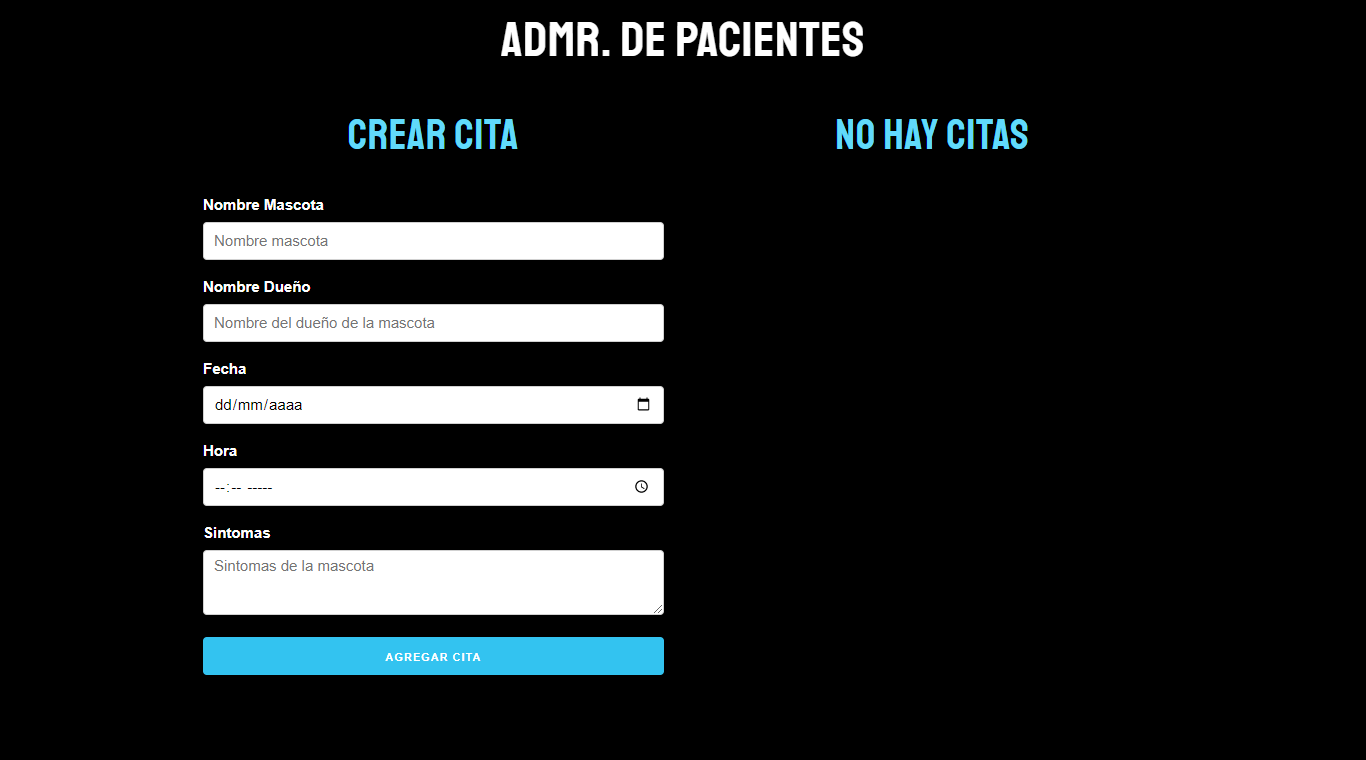 ADMR. DE PACIENTES
CREAR CITA
NO HAY CITAS
Nombre Mascota
Nombre mascota
Nombre Dueño
Nombre del dueño de la mascota
Fecha
dd/mm/aaaa
Hora
--:-- -----
Sintomas
Sintomas de la mascota
AGREGAR CITA